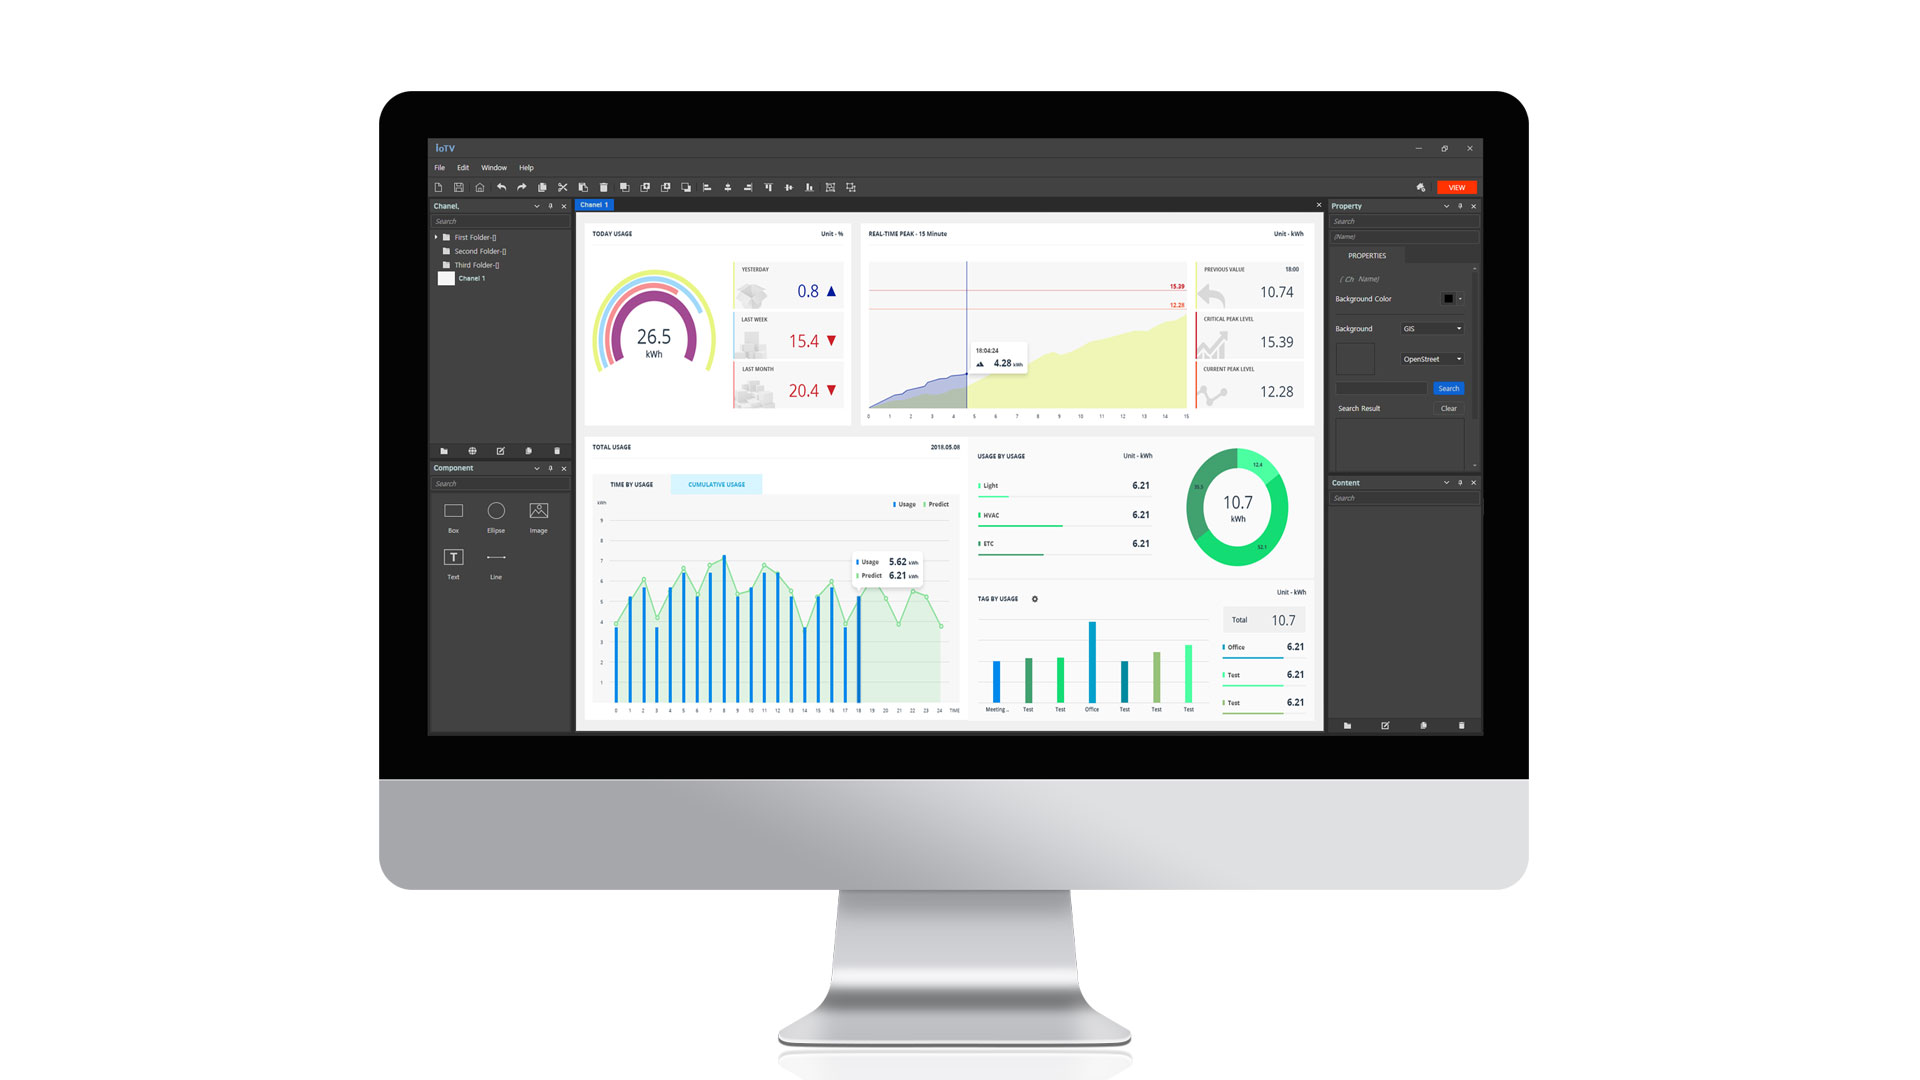 IoTV
File Edit Window Help
VIEW
Chanel,
Search
First Folder-[]
Second Folder-[]
Third Folder-[]
Chanel 1
Component
Search
Box Ellipse Image
Text Line
Chanel 1
TODAY USAGE Unit - %
26.5
kWh
YESTERDAY
0.8
LAST WEEK
15.4
LAST MONTH
20.4
REAL-TIME PEAK - 15 Minute Unit - kWh
15.39
12.28
18:04:24
4.28 kWh
0 1 2 3 4 5 6 7 8 9 10 11 12 13 14 15
PREVIOUS VALUE 18:00
10.74
CRITICAL PEAK LEVEL
15.39
CURRENT PEAK LEVEL
12.28
TOTAL USAGE 2018.05.08
TIME BY USAGE CUMULATIVE USAGE
kWh
Usage Predict
9
8
7
6
5
4
3
2
1
Usage 5.62 kWh
Predict 6.21 kWh
0 1 2 3 4 5 6 7 8 9 10 11 12 13 14 15 16 17 18 19 20 21 22 23 24 TIME
USAGE BY USAGE Unit - kWh
Light 6.21
HVAC 6.21
ETC 6.21
12.4
10.7
kWh
TAG BY USAGE Unit - kWh
Meeting .. Test Test Office Test Test Test
Total 10.7
Office 6.21
Test 6.21
Test 6.21
Property
Search
(Name)
PROPERTIES
( Ch Name)
Background Color
Background GIS
OpenStreet
Search
Search Result Clear
Content
Search